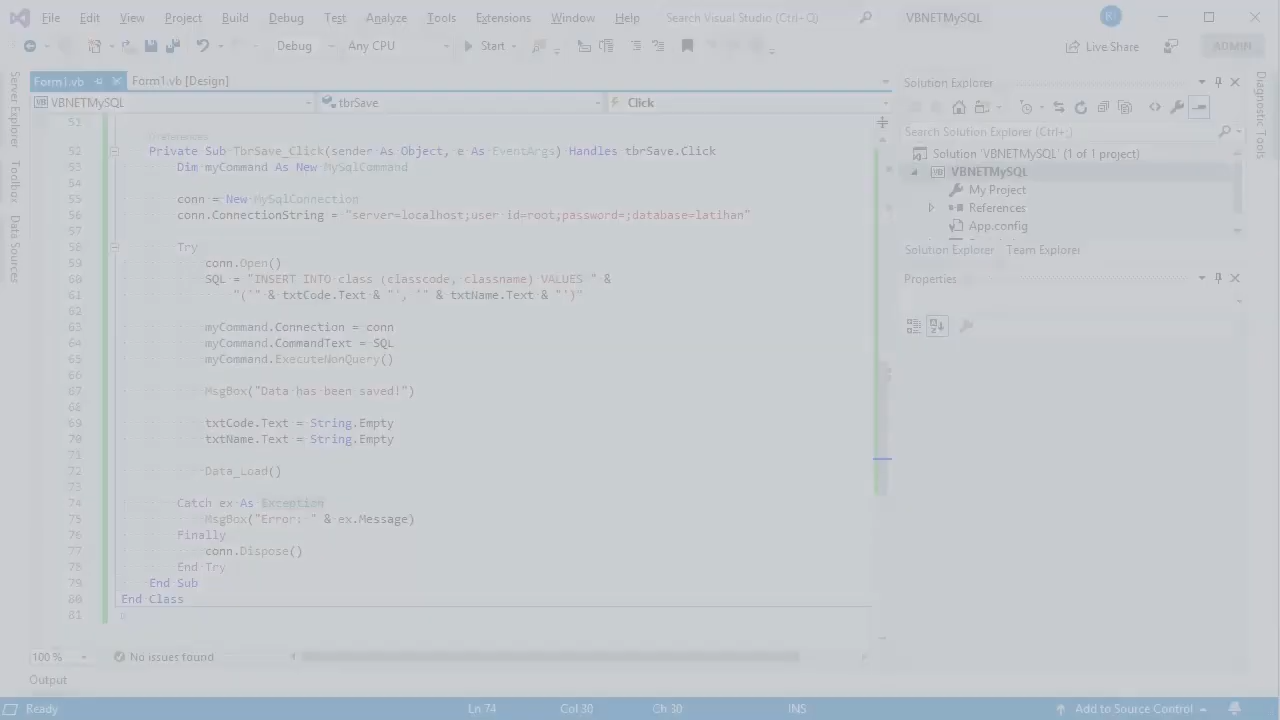 File Edit View Project Build Debug Test Analyze Tools Extensions Window Help Search Visual Studio (Ctrl+Q) VBNETMySQL
Debug Any CPU Start Live Share ADMIN
Form1.vb Form1.vb [Design]
VBNETMySQL tbrSave Click
51
52 Private Sub TbrSave_Click(sender As Object, e As EventArgs) Handles tbrSave.Click
53 Dim myCommand As New MySqlCommand
54
55 conn = New MySqlConnection
56 conn.ConnectionString = "server=localhost;user id=root;password=;database=latihan"
57
58 Try
59 conn.Open()
60 SQL = "INSERT INTO class (classcode, classname) VALUES " &
61 "('" & txtCode.Text & "', '" & txtName.Text & "')"
62
63 myCommand.Connection = conn
64 myCommand.CommandText = SQL
65 myCommand.ExecuteNonQuery()
66
67 MsgBox("Data has been saved!")
68
69 txtCode.Text = String.Empty
70 txtName.Text = String.Empty
71
72 Data_Load()
73
74 Catch ex As Exception
75 MsgBox("Error: " & ex.Message)
76 Finally
77 conn.Dispose()
78 End Try
79 End Sub
80 End Class
81
100 % No issues found
Output
Ready Ln 74 Col 30 Ch 30 INS Add to Source Control
Server Explorer
Toolbox
Data Sources
Solution Explorer
Search Solution Explorer (Ctrl+;)
Solution 'VBNETMySQL' (1 of 1 project)
VBNETMySQL
My Project
References
App.config
Solution Explorer Team Explorer
Properties
Diagnostic Tools